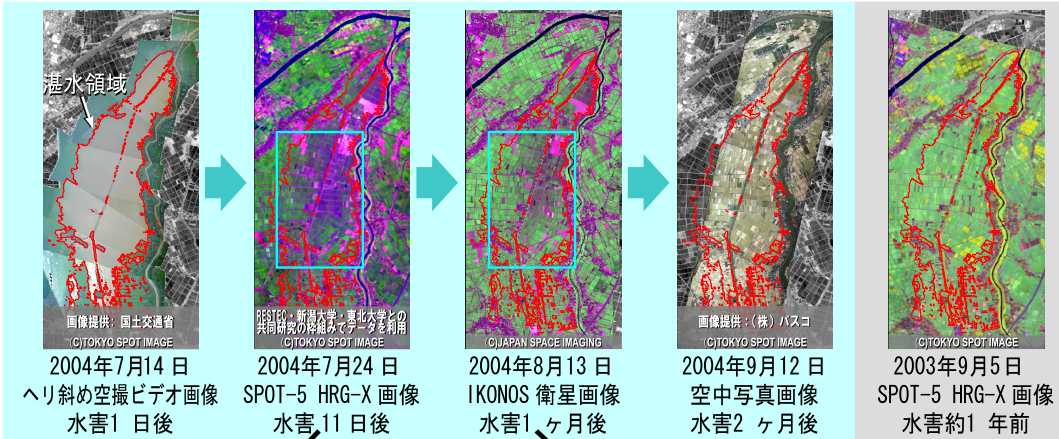 湛水領域
画像提供：国土交通省
(C)TOKYO SPOT IMAGE
2004年7月14日
ヘリ斜め空撮ビデオ画像
水害1 日後
RESTEC・新潟大学・東北大学との
共同研究の枠組みでデータを利用
(C)TOKYO SPOT IMAGE
2004年7月24日
SPOT-5 HRG-X 画像
水害 11 日後
(C)JAPAN SPACE IMAGING
2004年8月13日
IKONOS 衛星画像
水害1 ヶ月後
画像提供：(株) パスコ
(C)TOKYO SPOT IMAGE
2004年9月12日
空中写真画像
水害2 ヶ月後
(C)TOKYO SPOT IMAGE
2003年9月5日
SPOT-5 HRG-X 画像
水害約1 年前